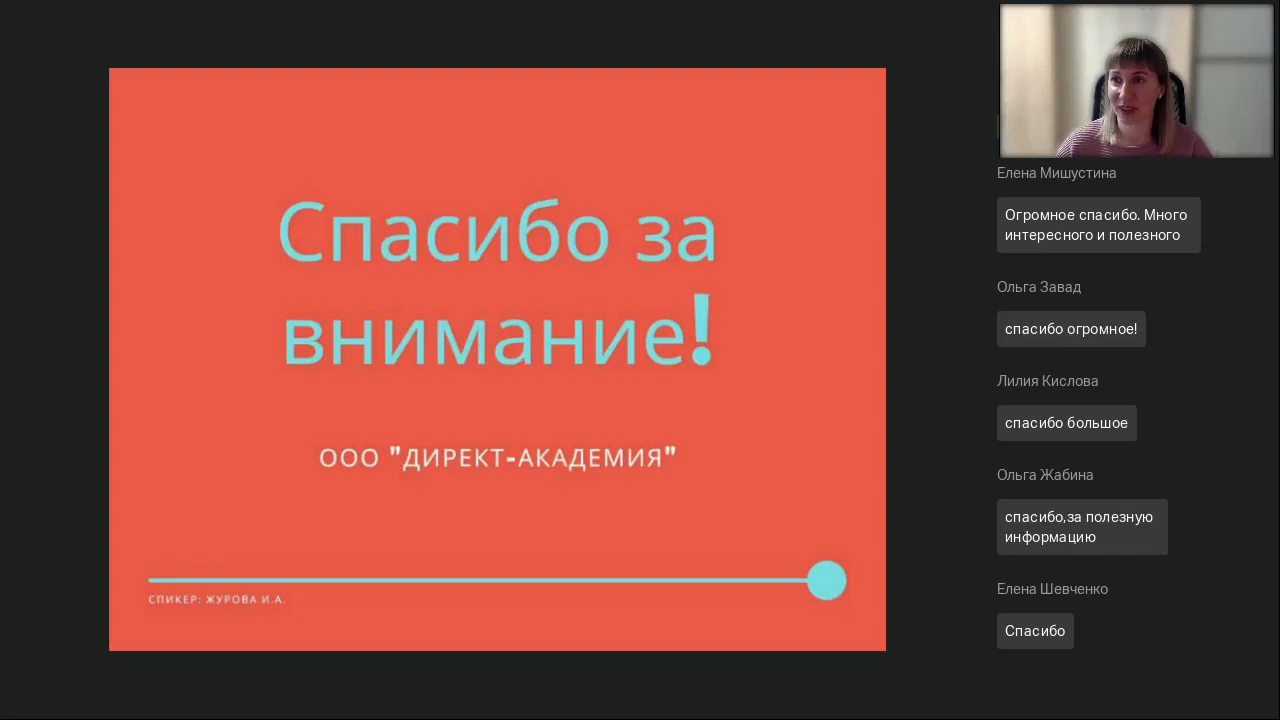 Спасибо за
внимание!
ООО "ДИРЕКТ-АКАДЕМИЯ"
СПИКЕР: ЖУРОВА И.А.
Елена Мишустина
Огромное спасибо. Много
интересного и полезного
Ольга Завад
спасибо огромное!
Лилия Кислова
спасибо большое
Ольга Жабина
спасибо,за полезную
информацию
Елена Шевченко
Спасибо